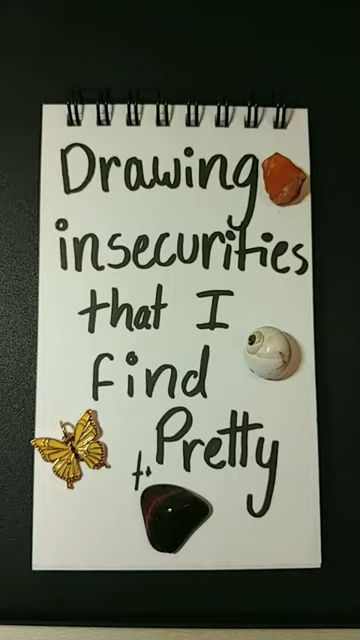 Drawing
insecurities
that I
find
Pretty